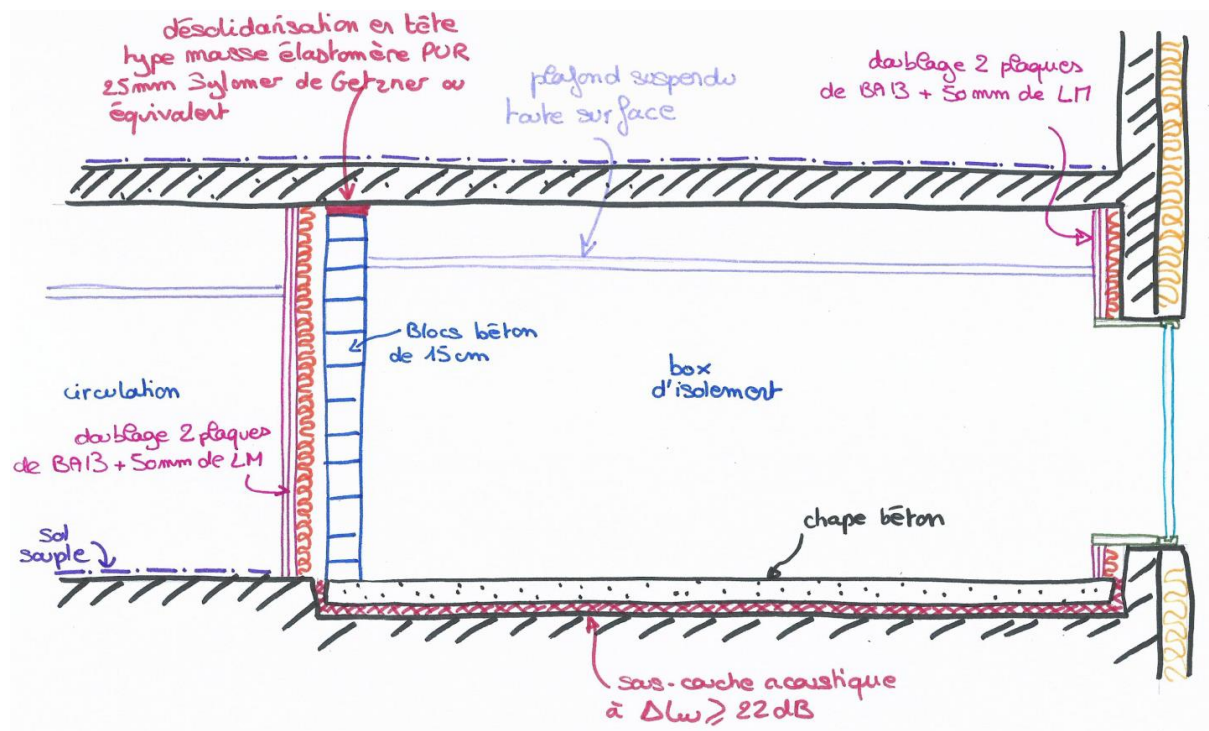 désolidarisation en tête
type masse élastomère PUR
25mm Sylomer de Getzner ou
équivalent
plafond suspendu
toute surface
doublage 2 plaques
de BA13 + 50mm de LM
Blocs béton
de 15cm
box
d'isolement
circulation
doublage 2 plaques
de BA13 + 50mm de LM
sol
souple
chape béton
sous-couche acoustique
à ΔLw ≥ 22dB